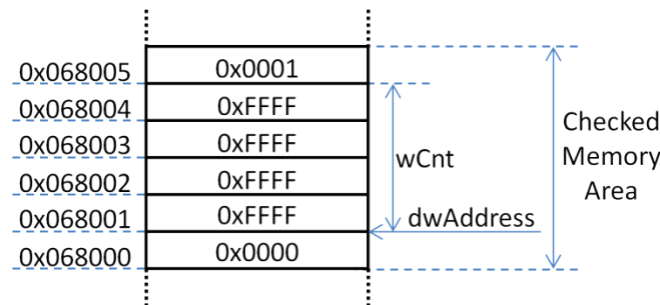 0x068005 0x0001
0x068004 0xFFFF
0x068003 0xFFFF
0x068002 0xFFFF
0x068001 0xFFFF
0x068000 0x0000
wCnt
dwAddress
Checked
Memory
Area